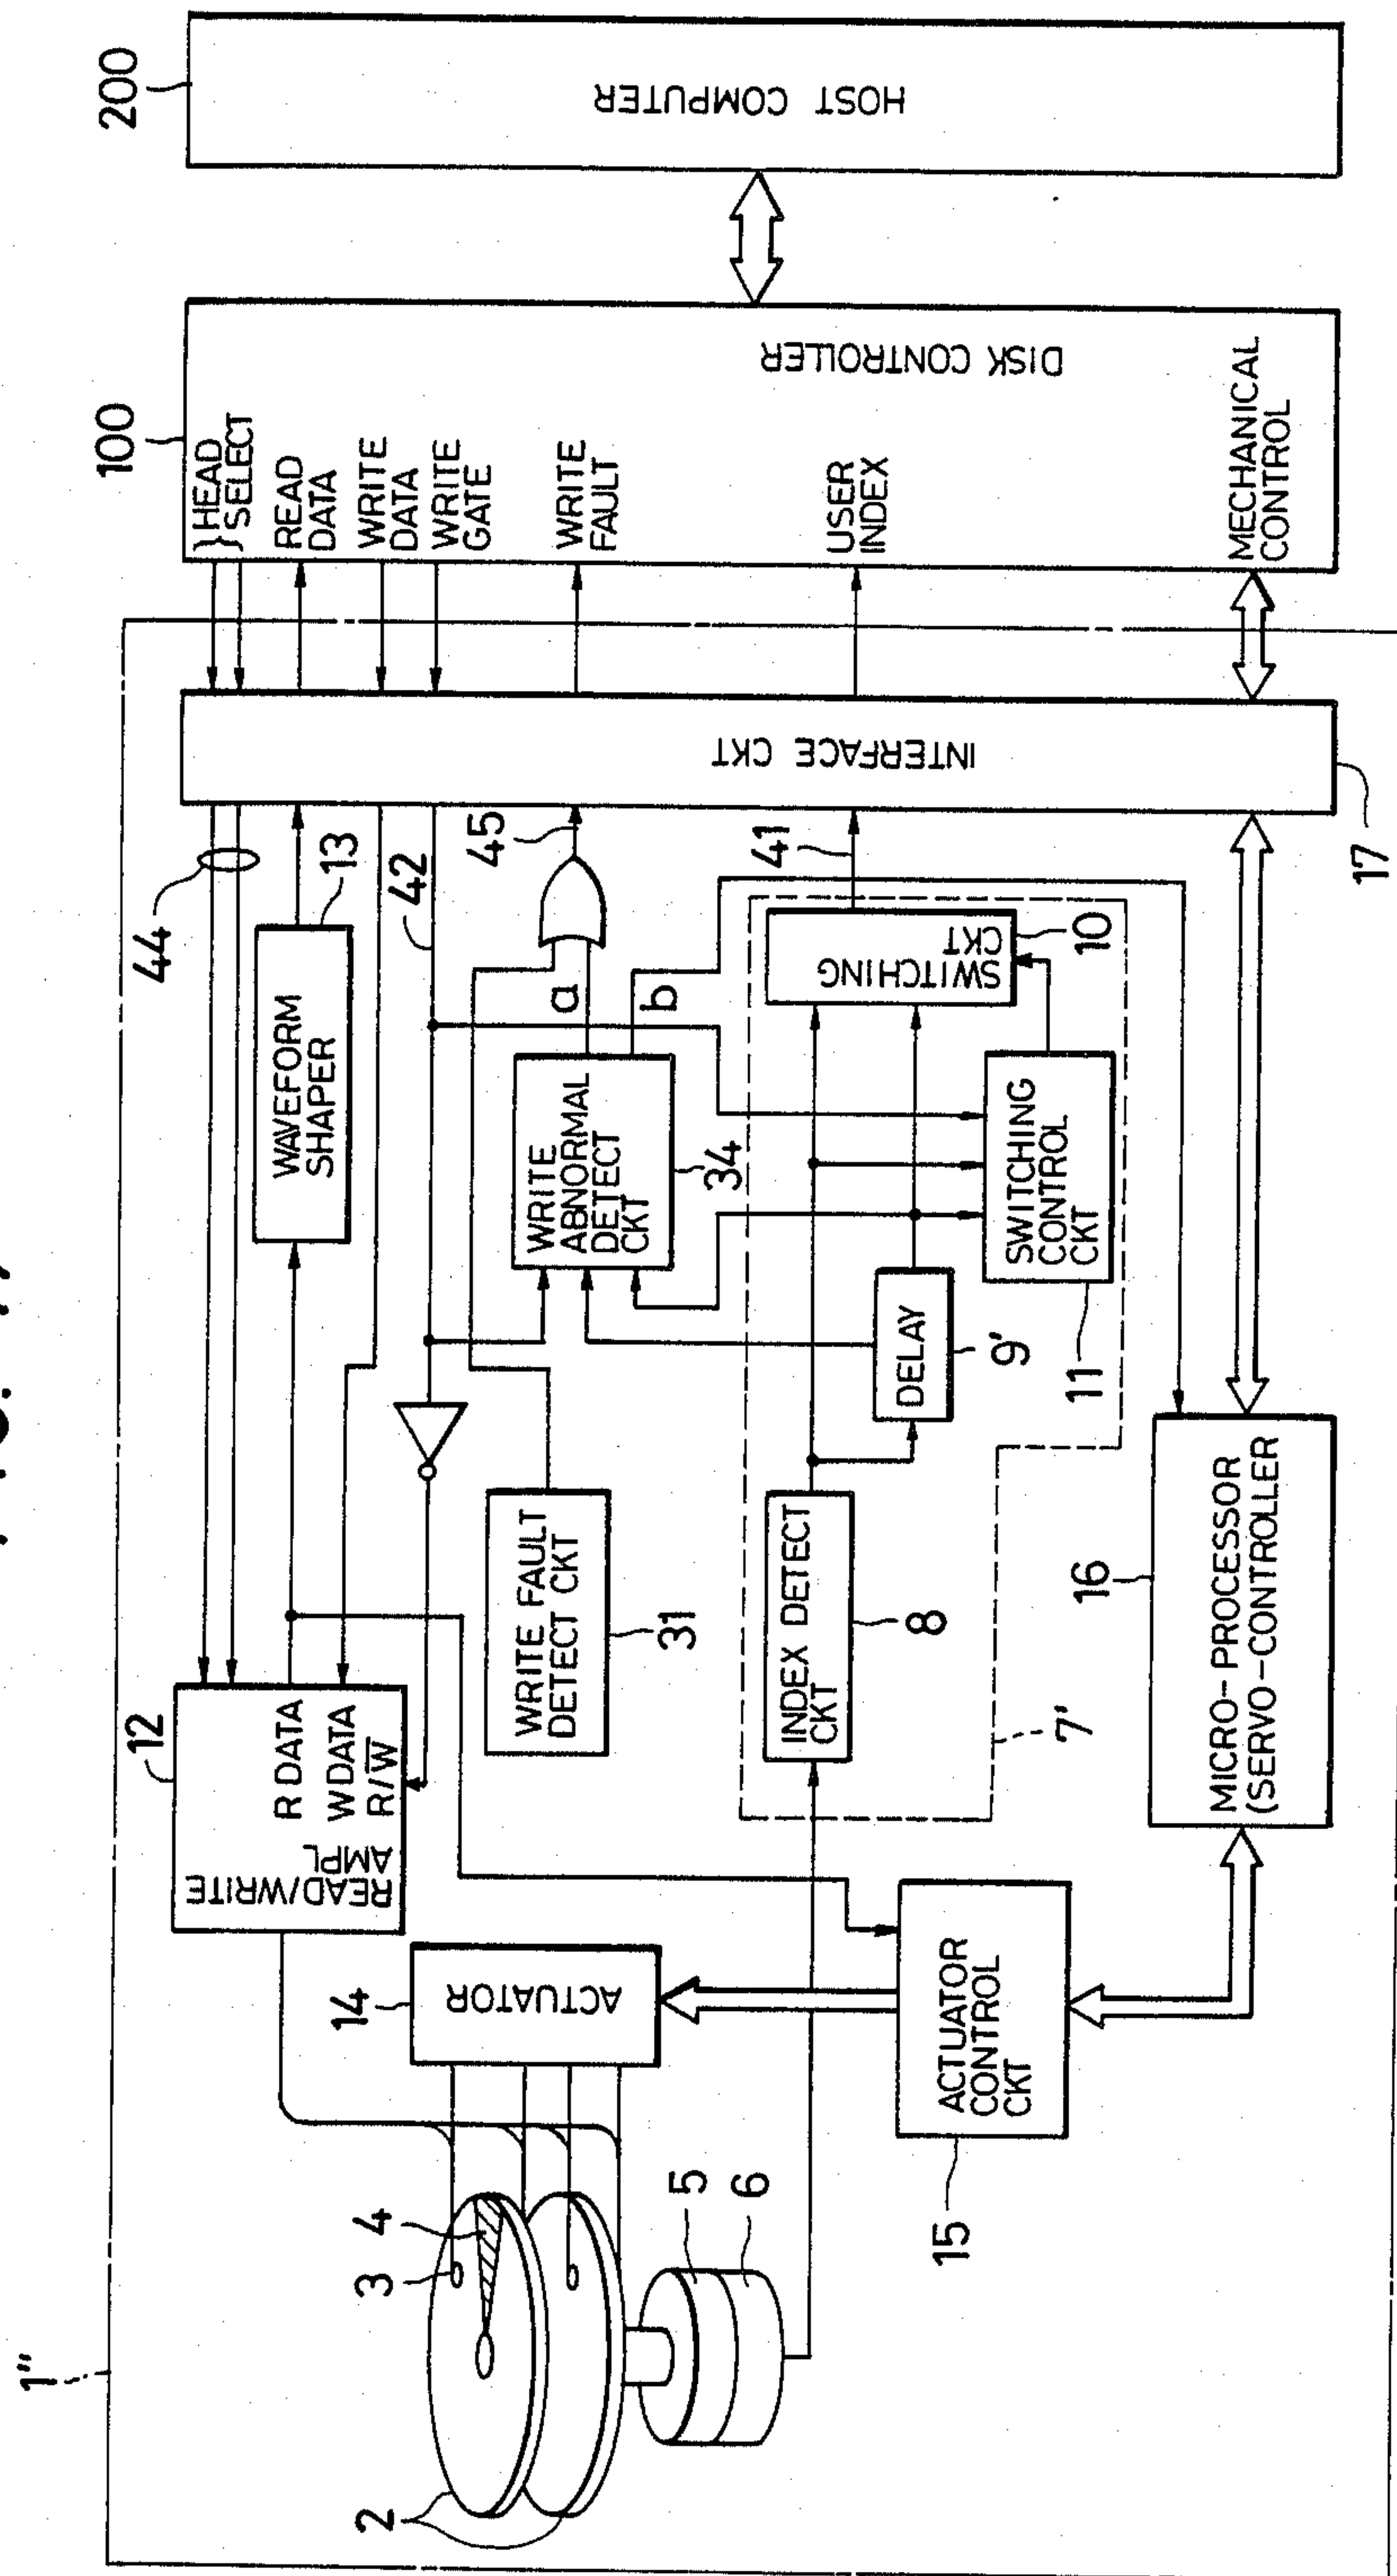 200
HOST COMPUTER
100
HEAD
SELECT
READ
DATA
WRITE
DATA
WRITE
GATE
WRITE
FAULT
USER
INDEX
DISK CONTROLLER
MECHANICAL
CONTROL
INTERFACE CKT
17
44
13
WAVEFORM
SHAPER
42
45
a
b
WRITE
ABNORMAL
DETECT
CKT
34
41
SWITCHING
CKT
10
SWITCHING
CONTROL
CKT
11
DELAY
9'
WRITE FAULT
DETECT CKT
31
INDEX DETECT
CKT
8
7'
12
R DATA
W DATA
R/W̅
READ/WRITE
AMPL
MICRO-PROCESSOR
(SERVO-CONTROLLER
16
14
ACTUATOR
ACTUATOR
CONTROL
CKT
15
1"
2
3
4
5
6